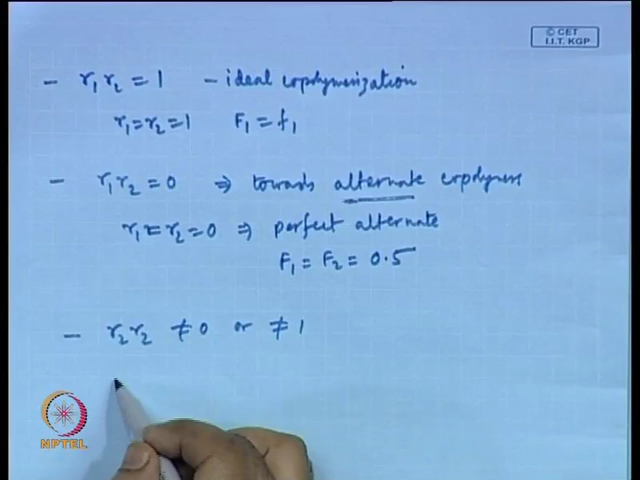 © CET
I.I.T. KGP
- r₁r₂ = 1 - ideal copolymerization
r₁=r₂=1 F₁=f₁
- r₁r₂=0 ⇒ towards alternate copolymers
r₁=r₂=0 ⇒ perfect alternate
F₁ = F₂ = 0.5
- r₂r₂ ≠0 or ≠1
NPTEL